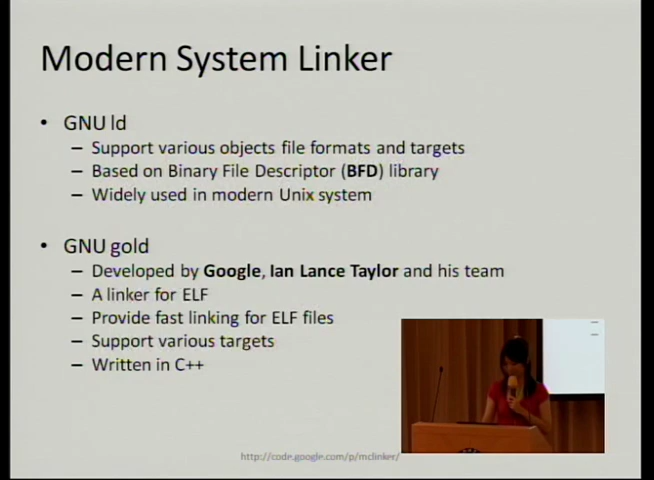 Modern System Linker
• GNU ld
– Support various objects file formats and targets
– Based on Binary File Descriptor (BFD) library
– Widely used in modern Unix system
• GNU gold
– Developed by Google, Ian Lance Taylor and his team
– A linker for ELF
– Provide fast linking for ELF files
– Support various targets
– Written in C++
http://code.google.com/p/mclinker/